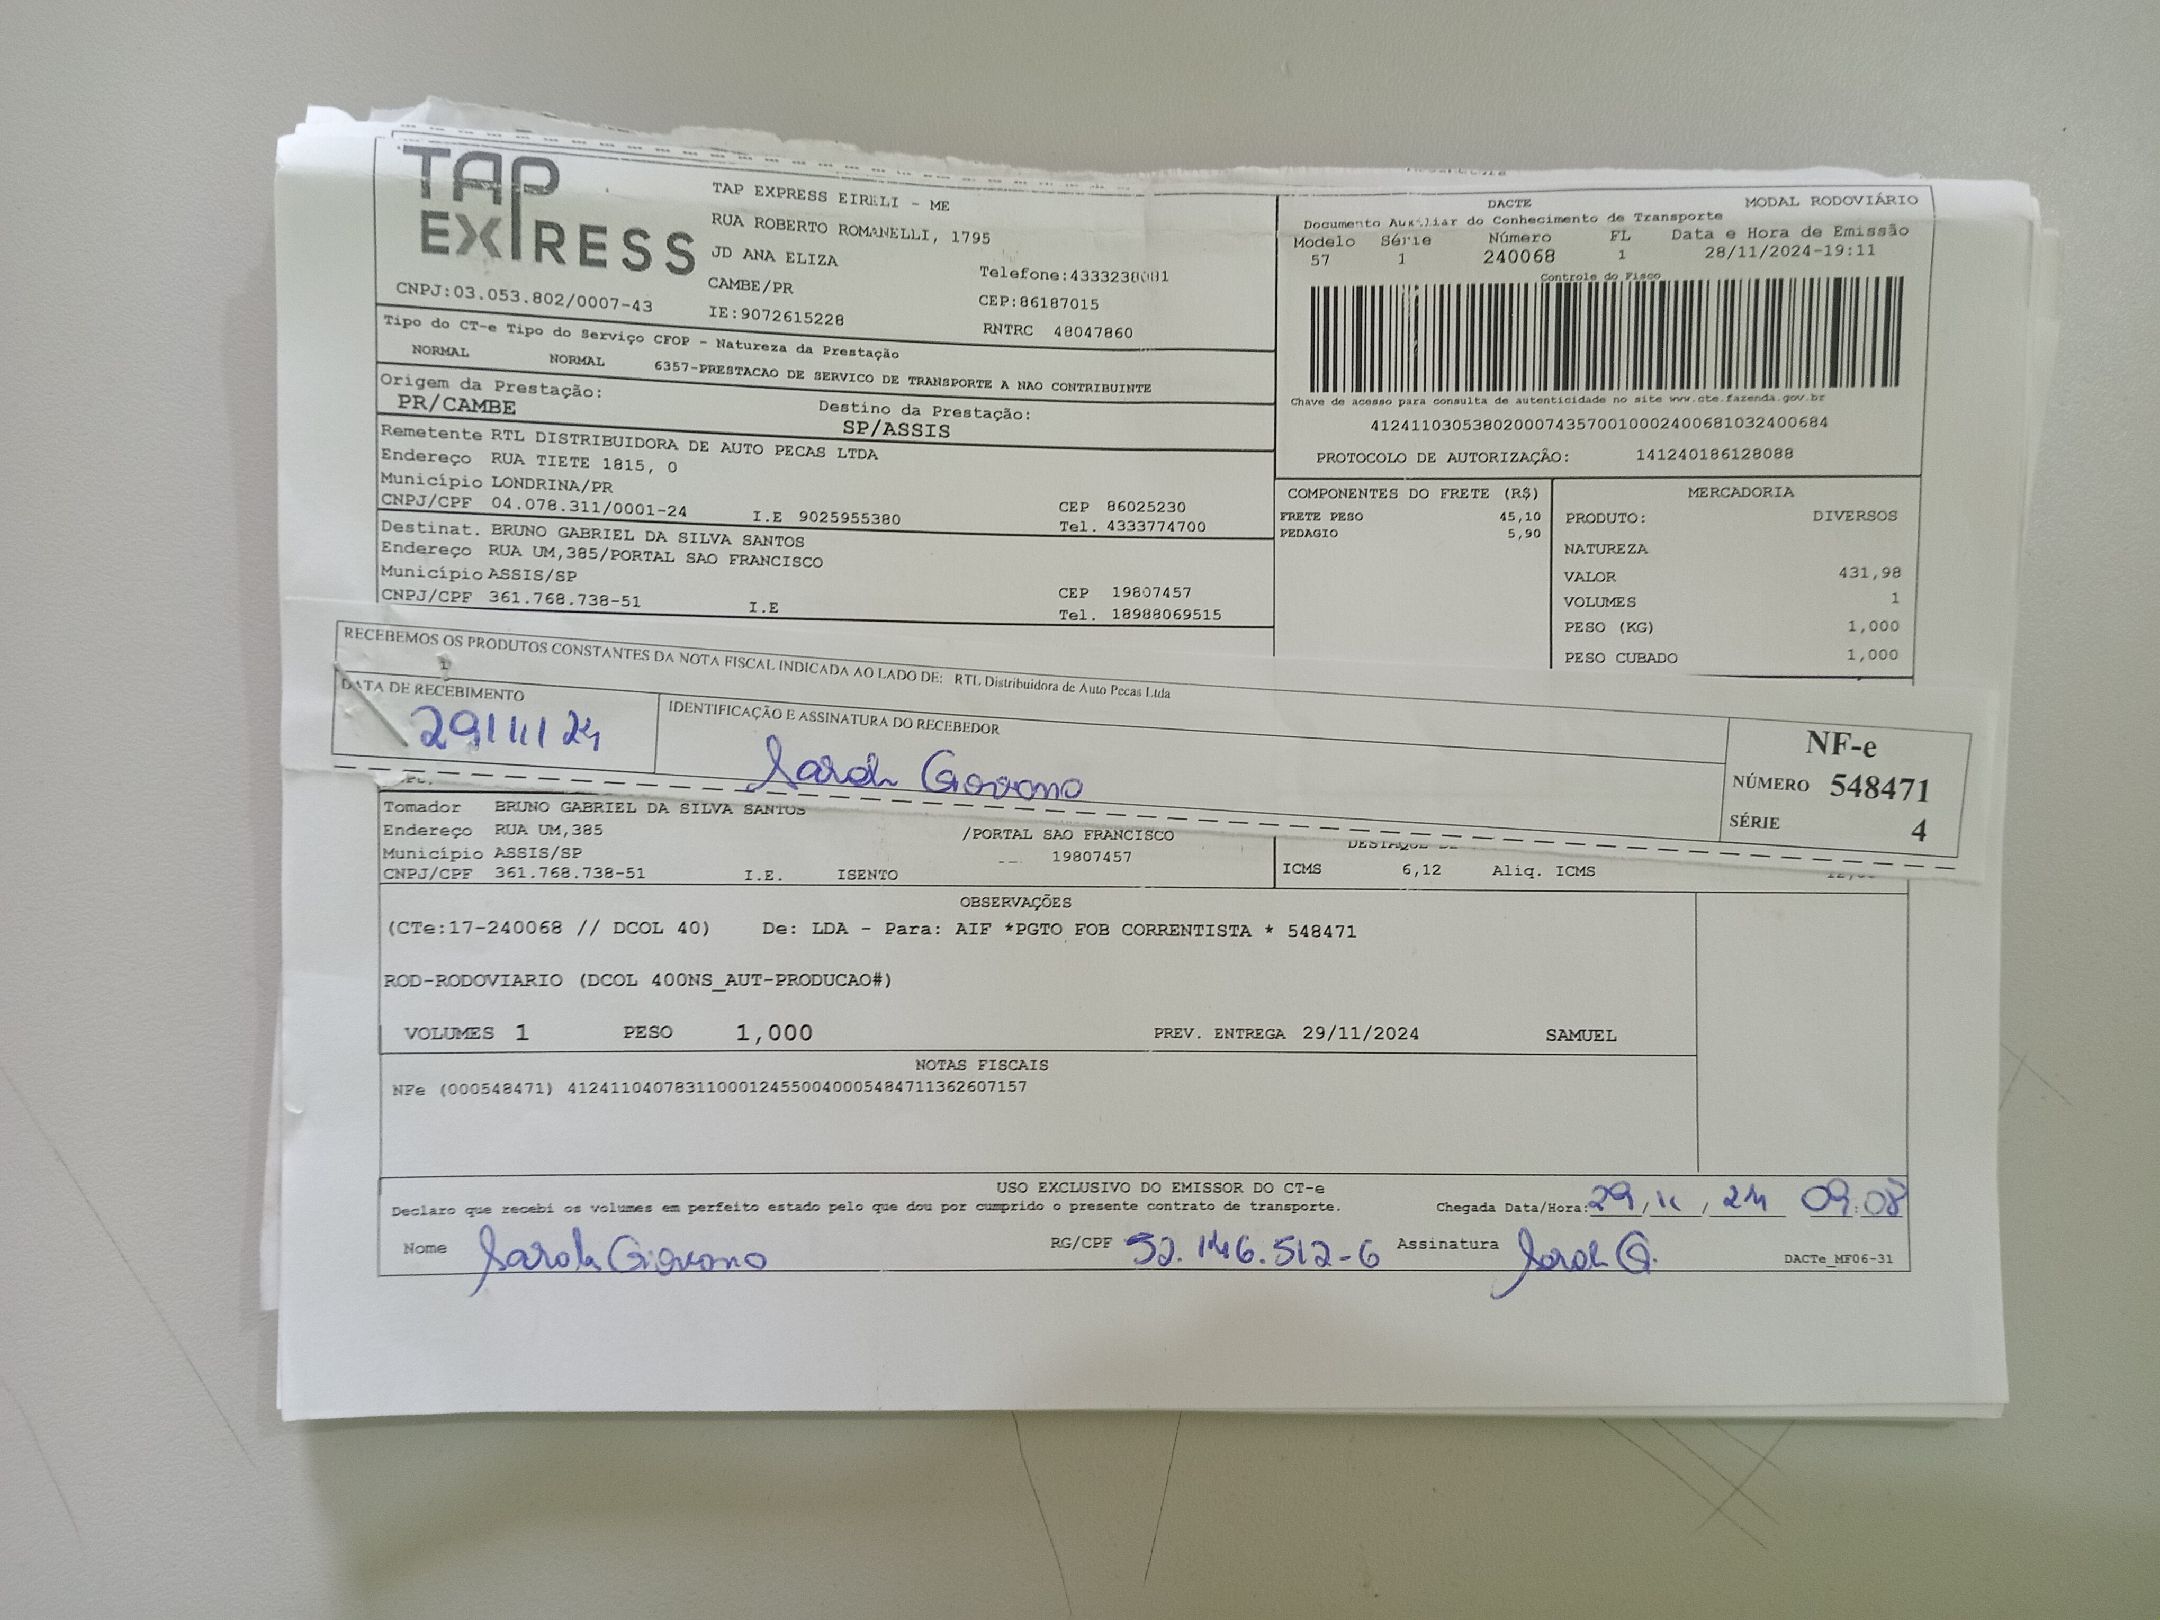 TAP
EXPRESS
CNPJ:03.053.802/0007-43
TAP EXPRESS EIRELI - ME
RUA ROBERTO ROMANELLI, 1795
JD ANA ELIZA
CAMBE/PR
IE:9072615228
Telefone:4333238081
CEP:86187015
RNTRC 48047860
DACTE
MODAL RODOVIÁRIO
Documento Auxiliar do Conhecimento de Transporte
Modelo Série Número FL Data e Hora de Emissão
57 1 240068 1 28/11/2024-19:11
Controle do Fisco
Chave de acesso para consulta de autenticidade no site www.cte.fazenda.gov.br
41241103053802000743570010002400681032400684
PROTOCOLO DE AUTORIZAÇÃO: 141240186128088
Tipo do CT-e Tipo do Serviço CFOP - Natureza da Prestação
NORMAL NORMAL 6357-PRESTACAO DE SERVICO DE TRANSPORTE A NAO CONTRIBUINTE
Origem da Prestação:
PR/CAMBE
Destino da Prestação:
SP/ASSIS
Remetente RTL DISTRIBUIDORA DE AUTO PECAS LTDA
Endereço RUA TIETE 1815, 0
Município LONDRINA/PR
CEP 86025230
CNPJ/CPF 04.078.311/0001-24 I.E 9025955380 Tel. 4333774700
Destinat. BRUNO GABRIEL DA SILVA SANTOS
Endereço RUA UM,385/PORTAL SAO FRANCISCO
Município ASSIS/SP
CEP 19807457
CNPJ/CPF 361.768.738-51 I.E Tel. 18988069515
COMPONENTES DO FRETE (R$)
FRETE PESO 45,10
PEDAGIO 5,90
MERCADORIA
PRODUTO: DIVERSOS
NATUREZA
VALOR 431,98
VOLUMES 1
PESO (KG) 1,000
PESO CUBADO 1,000
RECEBEMOS OS PRODUTOS CONSTANTES DA NOTA FISCAL INDICADA AO LADO DE: RTL Distribuidora de Auto Pecas Ltda
DATA DE RECEBIMENTO
29/11/24
IDENTIFICAÇÃO E ASSINATURA DO RECEBEDOR
Sarah Giovana
NF-e
NÚMERO 548471
SÉRIE 4
Tomador BRUNO GABRIEL DA SILVA SANTOS
Endereço RUA UM,385 /PORTAL SAO FRANCISCO
Município ASSIS/SP 19807457
CNPJ/CPF 361.768.738-51 I.E. ISENTO
ICMS 6,12 Aliq. ICMS
OBSERVAÇÕES
(CTe:17-240068 // DCOL 40) De: LDA - Para: AIF *PGTO FOB CORRENTISTA * 548471
ROD-RODOVIARIO (DCOL 400NS_AUT-PRODUCAO#)
VOLUMES 1 PESO 1,000 PREV. ENTREGA 29/11/2024 SAMUEL
NOTAS FISCAIS
NFe (000548471) 41241104078311000124550040005484711362607157
USO EXCLUSIVO DO EMISSOR DO CT-e
Declaro que recebi os volumes em perfeito estado pelo que dou por cumprido o presente contrato de transporte.
Chegada Data/Hora: 29/11/24 09:08
Nome Sarah Giovana RG/CPF 52.146.512-6 Assinatura Sarah G.
DACTe_MF06-31